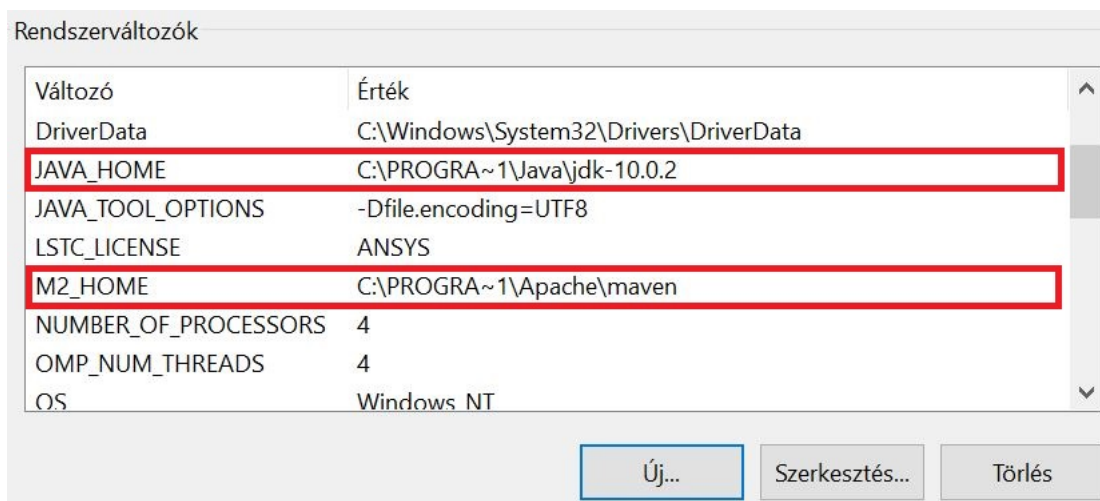 Rendszerváltozók
Változó Érték
DriverData C:\Windows\System32\Drivers\DriverData
JAVA_HOME C:\PROGRA~1\Java\jdk-10.0.2
JAVA_TOOL_OPTIONS -Dfile.encoding=UTF8
LSTC_LICENSE ANSYS
M2_HOME C:\PROGRA~1\Apache\maven
NUMBER_OF_PROCESSORS 4
OMP_NUM_THREADS 4
OS Windows_NT
Új... Szerkesztés... Törlés